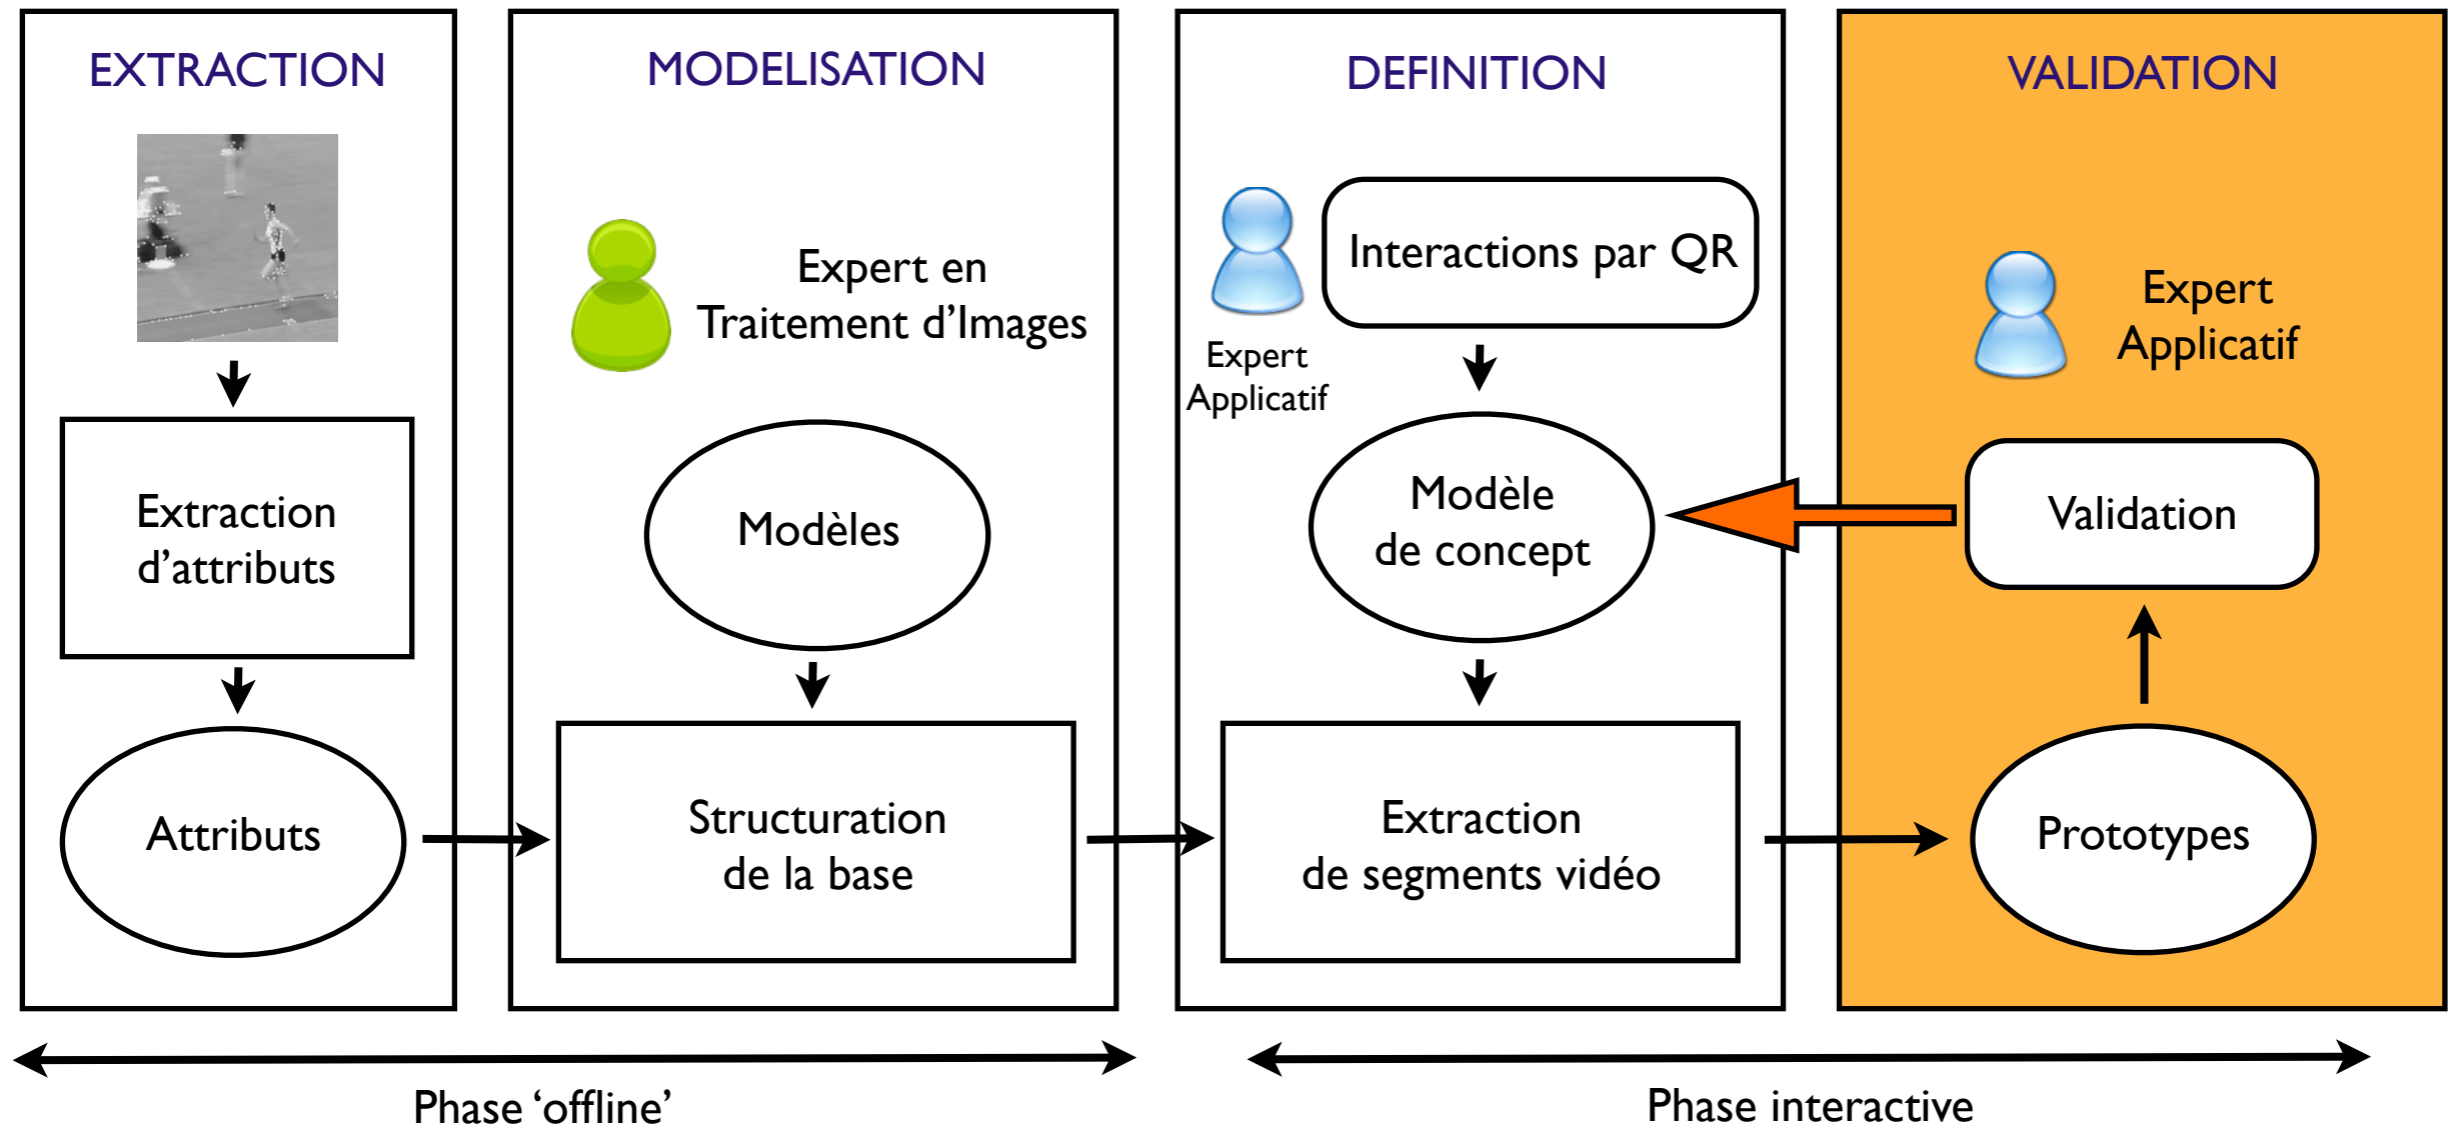 EXTRACTION
Extraction
d'attributs
Attributs
MODELISATION
Expert en
Traitement d'Images
Modèles
Structuration
de la base
DEFINITION
Interactions par QR
Expert
Applicatif
Modèle
de concept
Extraction
de segments vidéo
VALIDATION
Expert
Applicatif
Validation
Prototypes
Phase ‘offline’
Phase interactive